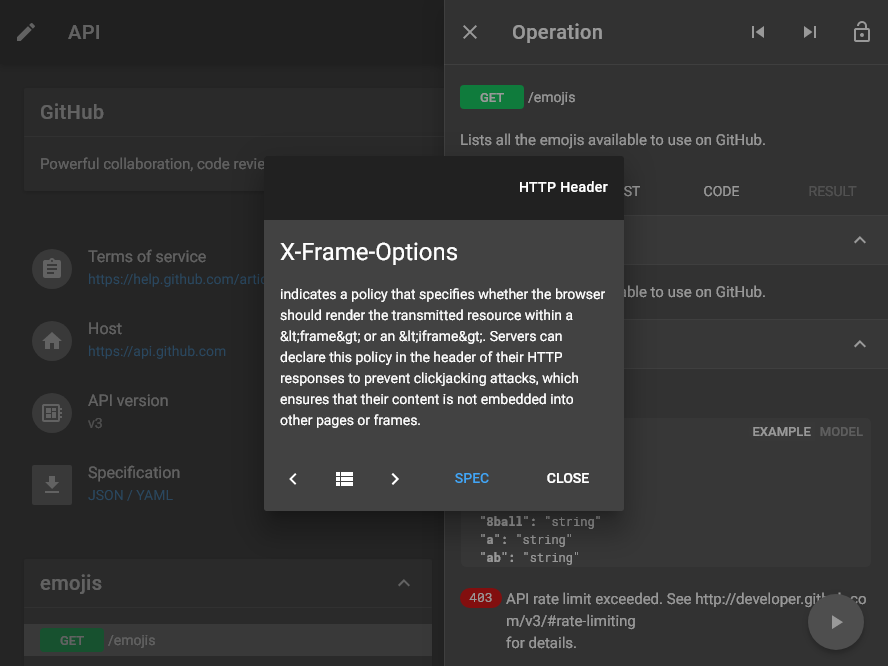 API
Operation
GitHub
Powerful collaboration, code revie
GET /emojis
Lists all the emojis available to use on GitHub.
ST CODE RESULT
Terms of service
https://help.github.com/artic
Host
https://api.github.com
API version
v3
Specification
JSON / YAML
emojis
GET /emojis
HTTP Header
X-Frame-Options
indicates a policy that specifies whether the browser
should render the transmitted resource within a
&lt;frame&gt; or an &lt;iframe&gt;. Servers can
declare this policy in the header of their HTTP
responses to prevent clickjacking attacks, which
ensures that their content is not embedded into
other pages or frames.
SPEC CLOSE
ble to use on GitHub.
EXAMPLE MODEL
"8ball": "string"
"a": "string"
"ab": "string"
403 API rate limit exceeded. See http://developer.github.co
m/v3/#rate-limiting
for details.